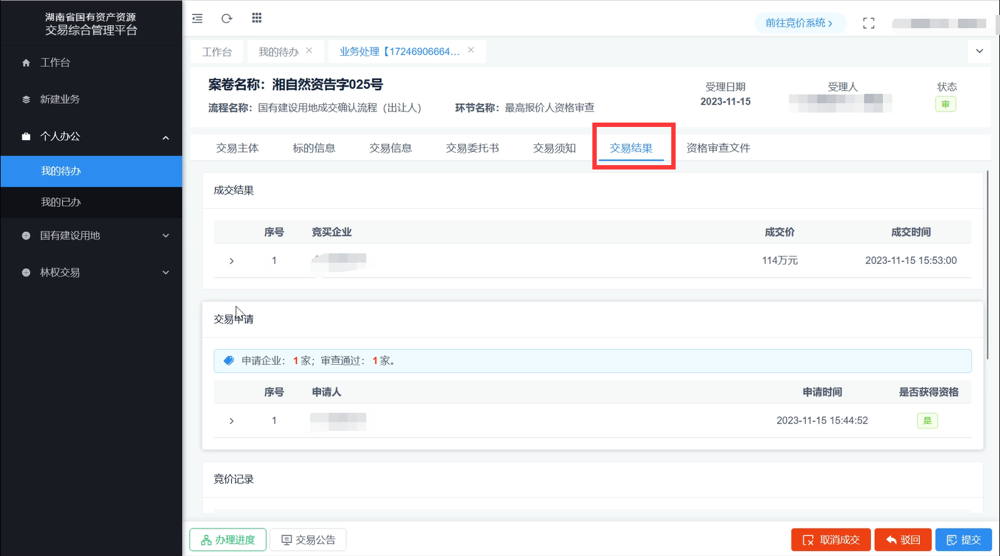 湖南省国有资产资源
交易综合管理平台
工作台
新建业务
个人办公
我的待办
我的已办
国有建设用地
林权交易
前往竞价系统
工作台
我的待办
业务处理【17246906664...
案卷名称：湘自然资告字025号
流程名称：国有建设用地成交确认流程（出让人）
环节名称：最高报价人资格审查
受理日期
2023-11-15
受理人
状态
审
交易主体
标的信息
交易信息
交易委托书
交易须知
交易结果
资格审查文件
成交结果
序号 竞买企业 成交价 成交时间
1 114万元 2023-11-15 15:53:00
交易申请
申请企业：1家；审查通过：1家。
序号 申请人 申请时间 是否获得资格
1 2023-11-15 15:44:52 是
竞价记录
办理进度
交易公告
取消成交
驳回
提交